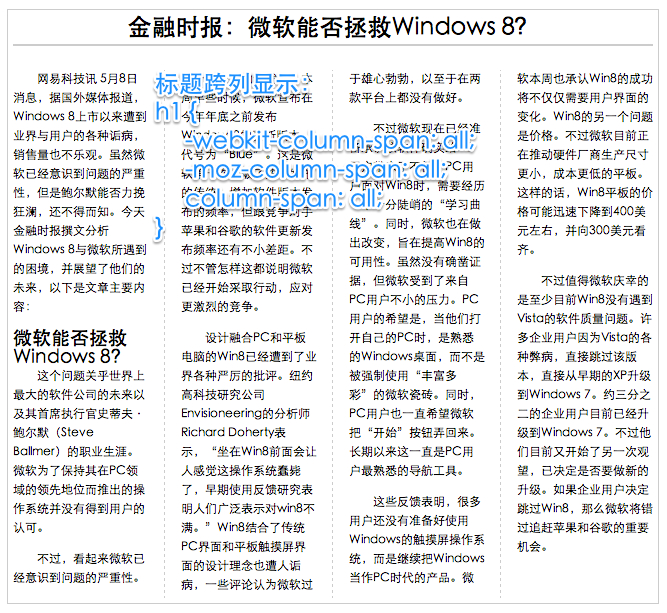 金融时报：微软能否拯救Windows 8？
网易科技讯 5月8日
消息，据国外媒体报道，
Windows 8上市以来遭到
业界与用户的各种诟病，
销售量也不乐观。虽然微
软已经意识到问题的严重
性，但是鲍尔默能否力挽
狂澜，还不得而知。今天
金融时报撰文分析
Windows 8与微软所遇到
的困境，并展望了他们的
未来，以下是文章主要内
容：
微软能否拯救
Windows 8？
这个问题关乎世界上
最大的软件公司的未来以
及其首席执行官史蒂夫·
鲍尔默（Steve
Ballmer）的职业生涯。
微软为了保持其在PC领
域的领先地位而推出的操
作系统并没有得到用户的
认可。
不过，看起来微软已
经意识到问题的严重性。
标题跨列显示：
h1 {
-webkit-column-span: all;
-moz-column-span: all;
column-span: all;
}
本
周早些时候，微软宣布在
年年底之前发布
代号为“Blue”。这是微
的传统，增加软件版本发
布的频率，但跟竞争对手
苹果和谷歌的软件更新发
布频率还有不小差距。不
过不管怎样这都说明微软
已经开始采取行动，应对
更激烈的竞争。
设计融合PC和平板
电脑的Win8已经遭到了业
界各种严厉的批评。纽约
高科技研究公司
Envisioneering的分析师
Richard Doherty表
示，“坐在Win8前面会让
人感觉这操作系统蠢毙
了，早期使用反馈研究表
明人们广泛表示对win8不
满。”Win8结合了传统
PC界面和平板触摸屏界
面的设计理念也遭人诟
病，一些评论认为微软过
于雄心勃勃，以至于在两
款平台上都没有做好。
不过微软现在已经准
PC用
户面对Win8时，需要经历
分陡峭的“学习曲
线”。同时，微软也在做
出改变，旨在提高Win8的
可用性。虽然没有确凿证
据，但微软受到了来自
PC用户不小的压力。PC
用户的希望是，当他们打
开自己的PC时，是熟悉
的Windows桌面，而不是
被强制使用“丰富多
彩”的微软瓷砖。同时，
PC用户也一直希望微软
把“开始”按钮弄回来。
长期以来这一直是PC用
户最熟悉的导航工具。
这些反馈表明，很多
用户还没有准备好使用
Windows的触摸屏操作系
统，而是继续把Windows
当作PC时代的产品。微
软本周也承认Win8的成功
将不仅仅需要用户界面的
变化。Win8的另一个问题
是价格。不过微软目前正
在推动硬件厂商生产尺寸
更小，成本更低的平板。
这样的话，Win8平板的价
格可能迅速下降到400美
元左右，并向300美元看
齐。
不过值得微软庆幸的
是至少目前Win8没有遇到
Vista的软件质量问题。许
多企业用户因为Vista的各
种弊病，直接跳过该版
本，直接从早期的XP升级
到Windows 7。约三分之
二的企业用户目前已经升
级到Windows 7。不过他
们目前又开始了另一次观
望，已决定是否要做新的
升级。如果企业用户决定
跳过Win8，那么微软将错
过追赶苹果和谷歌的重要
机会。